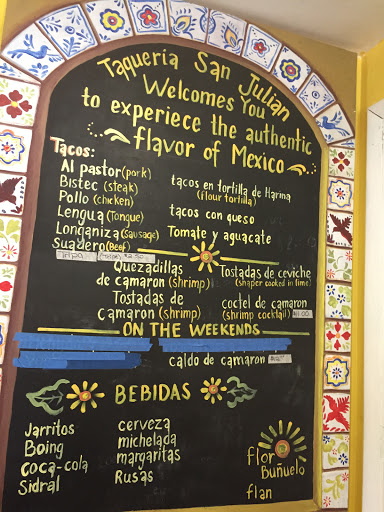 Taqueria San Julian
Welcomes You
to experiece the authentic
flavor of Mexico
Tacos:
Al pastor (pork)
Bistec (steak)
Pollo (chicken)
Lengua (Tongue)
Longaniza (Sausage)
Suadero (Beef)
Tripa
tacos en tortilla de Harina
(flour tortilla)
tacos con queso
Tomate y aguacate
Quezadillas
de camaron (shrimp)
Tostadas de
camaron (shrimp)
Tostadas de ceviche
(shaper cooked in lime)
coctel de camaron
(shrimp cocktail)
ON THE WEEKENDS
caldo de camaron
BEBIDAS
Jarritos
Boing
coca-cola
Sidral
cerveza
michelada
margaritas
Rusas
flor
Buñuelo
flan